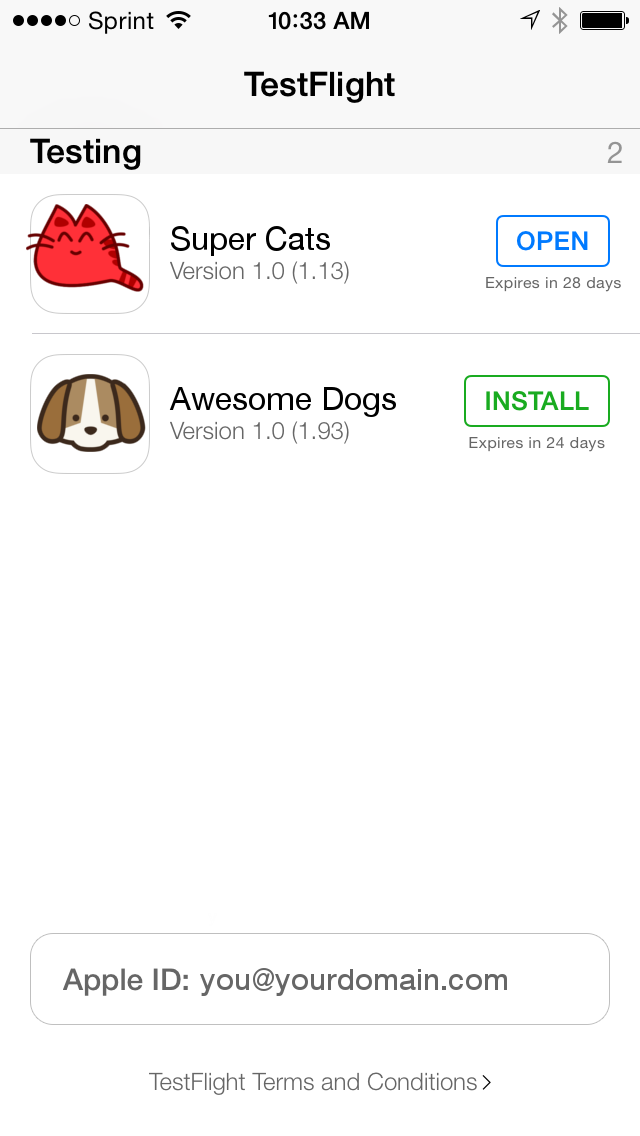 Sprint 10:33 AM
TestFlight
Testing 2
Super Cats
Version 1.0 (1.13)
OPEN
Expires in 28 days
Awesome Dogs
Version 1.0 (1.93)
INSTALL
Expires in 24 days
Apple ID: you@yourdomain.com
TestFlight Terms and Conditions